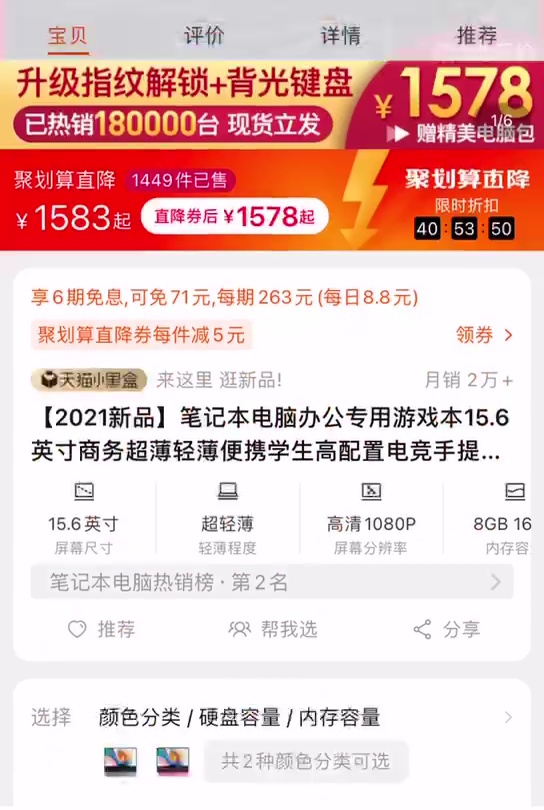 宝贝 评价 详情 推荐
升级指纹解锁+背光键盘
¥1578
已热销180000台 现货立发
1/6
赠精美电脑包
聚划算直降 1449件已售
聚划算直降
¥1583起 直降券后¥1578起
限时折扣
40:53:50
享6期免息,可免71元,每期263元(每日8.8元)
聚划算直降券每件减5元 领券
天猫小黑盒 来这里 逛新品! 月销 2万+
【2021新品】笔记本电脑办公专用游戏本15.6
英寸商务超薄轻薄便携学生高配置电竞手提...
15.6英寸 超轻薄 高清1080P 8GB 16
屏幕尺寸 轻薄程度 屏幕分辨率 内存容
笔记本电脑热销榜 · 第2名
推荐 帮我选 分享
选择 颜色分类 / 硬盘容量 / 内存容量
共2种颜色分类可选